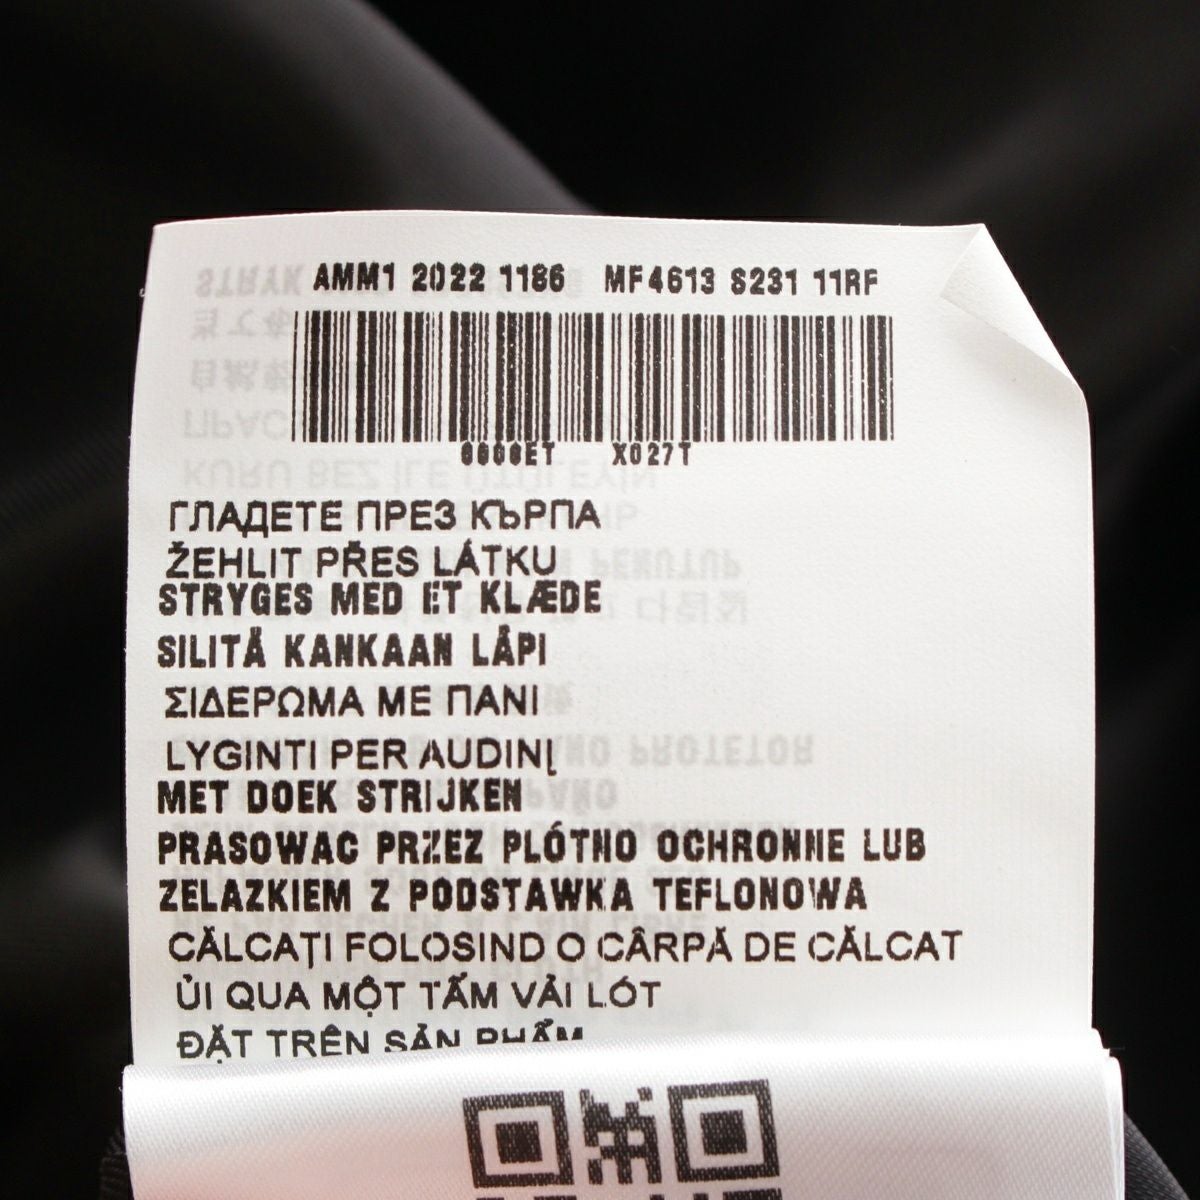 AMM1 2022 1186 MF4613 S231 11RF
X027T
ГЛАДЕТЕ ПРЕЗ КЪРПА
ŽEHLIT PŘES LÁTKU
STRYGES MED ET KLÆDE
SILITÄ KANKAAN LÄPI
ΣΙΔΕΡΩΜΑ ΜΕ ΠΑΝΙ
LYGINTI PER AUDINĮ
MET DOEK STRIJKEN
PRASOWAC PRZEZ PLÓTNO OCHRONNE LUB
ZELAZKIEM Z PODSTAWKA TEFLONOWA
CĂLCAȚI FOLOSIND O CÂRPĂ DE CĂLCAT
ỦI QUA MỘT TẤM VẢI LÓT
ĐẶT TRÊN SẢN PHẨM